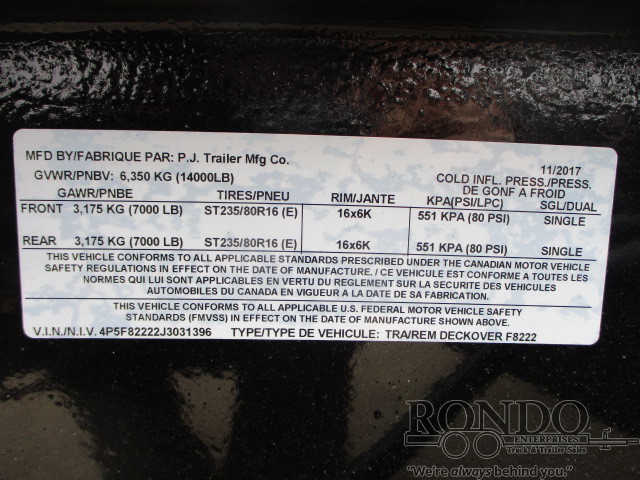 MFD BY/FABRIQUE PAR: P.J. Trailer Mfg Co.
11/2017
GVWR/PNBV: 6,350 KG (14000LB)
COLD INFL. PRESS./PRESS.
DE GONF A FROID
GAWR/PNBE TIRES/PNEU RIM/JANTE KPA(PSI/LPC) SGL/DUAL
FRONT 3,175 KG (7000 LB) ST235/80R16 (E) 16x6K 551 KPA (80 PSI) SINGLE
REAR 3,175 KG (7000 LB) ST235/80R16 (E) 16x6K 551 KPA (80 PSI) SINGLE
THIS VEHICLE CONFORMS TO ALL APPLICABLE STANDARDS PRESCRIBED UNDER THE CANADIAN MOTOR VEHICLE
SAFETY REGULATIONS IN EFFECT ON THE DATE OF MANUFACTURE. / CE VEHICULE EST CONFORME A TOUTES
NORMES QUI LUI SONT APPLICABLES EN VERTU DU REGLEMENT SUR LA SECURITE DES VEHICLES
AUTOMOBILES DU CANADA EN VIGUEUR A LA DATE DE SA FABRICATION.
THIS VEHICLE CONFORMS TO ALL APPLICABLE U.S. FEDERAL MOTOR VEHICLE SAFETY
STANDARDS (FMVSS) IN EFFECT ON THE DATE OF MANUFACTURE SHOWN ABOVE.
V.I.N./N.I.V. 4P5F82222J3031396 TYPE/TYPE DE VEHICULE: TRA/REM DECKOVER F8222
RONDO
ENTERPRISES
Truck & Trailer Sales
"We're always behind you."